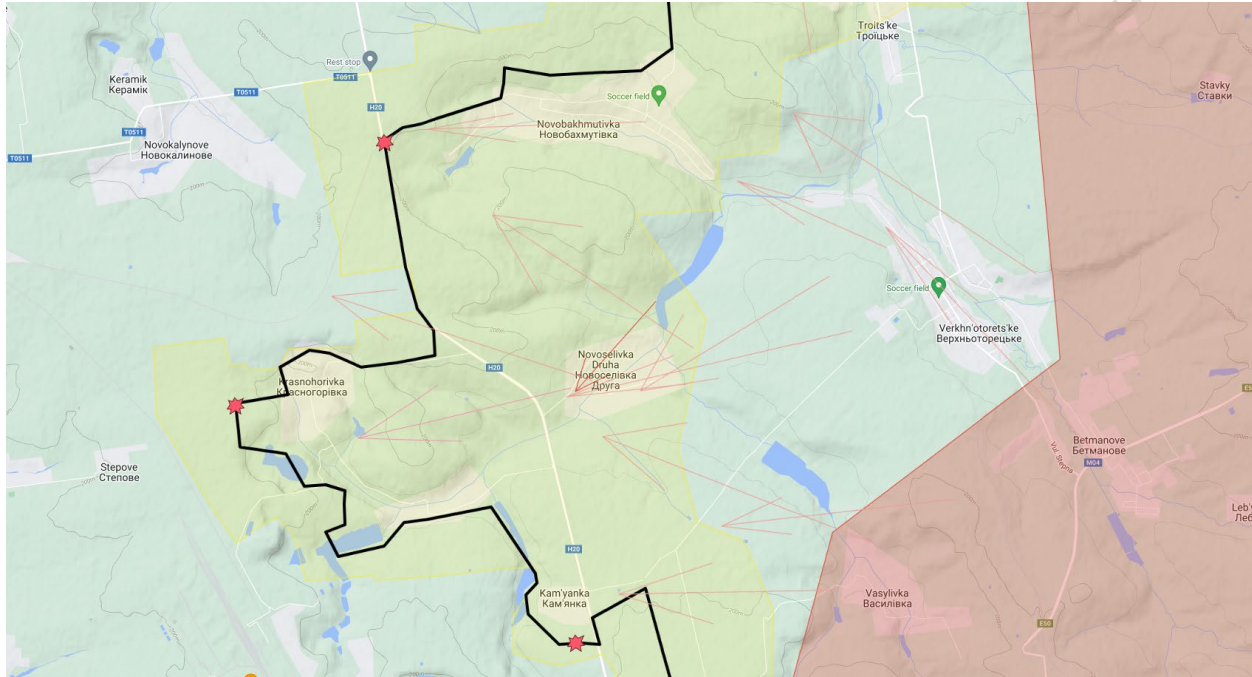 Troits'ke
Троїцьке
Rest stop
T0511
Keramik
Керамік
T0511
H20
Stavky
Ставки
Soccer field
Novobakhmutivka
Новобахмутівка
T0511
Novokalynove
Новокалинове
T0511
Soccer field
Verkhn'otorets'ke
Верхньоторецьке
Novoselivka
Druha
Новоселівка
Друга
H20
Krasnohorivka
Красногорівка
Betmanove
Бетманове
Vul. Stepna
M04
Stepove
Степове
H20
Kam'yanka
Кам'янка
Vasylivka
Василівка
E50